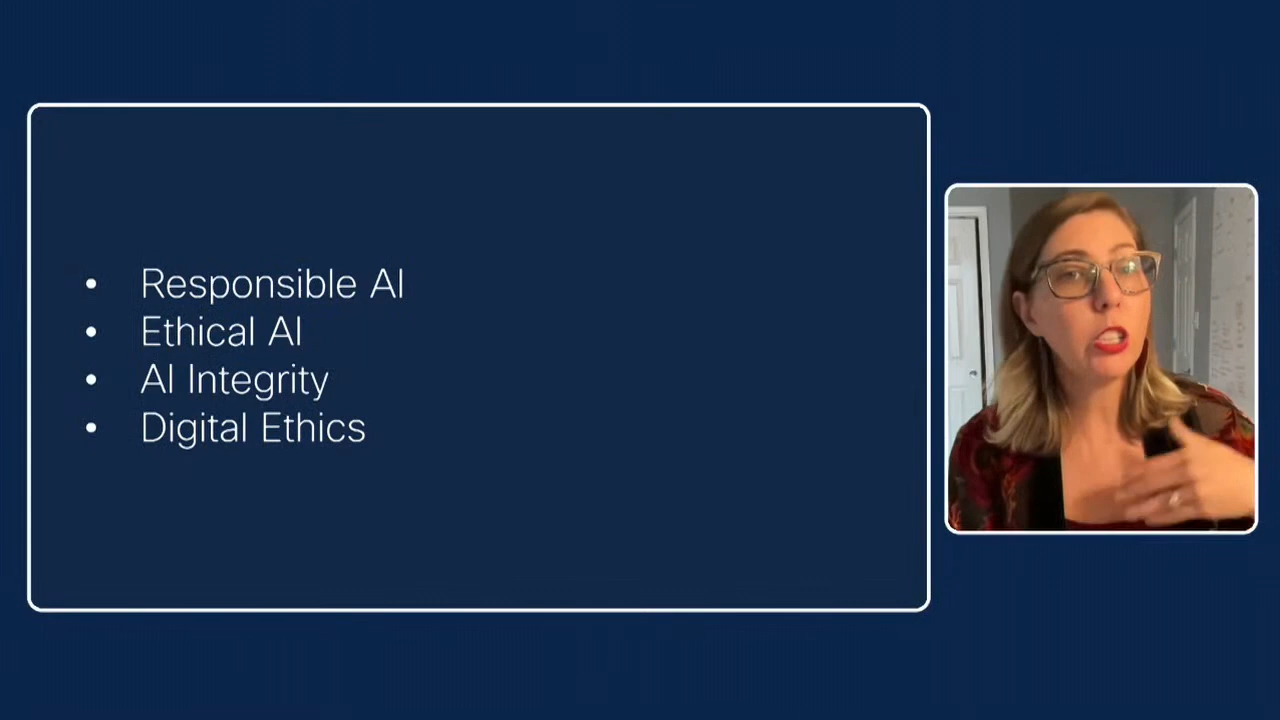 • Responsible AI
• Ethical AI
• AI Integrity
• Digital Ethics